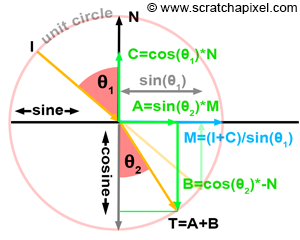 © www.scratchapixel.com
unit circle
N
I
C=cos(θ1)*N
θ1
sin(θ1)
sine
A=sin(θ2)*M
M=(I+C)/sin(θ1)
cosine
θ2
B=cos(θ2)*-N
T=A+B